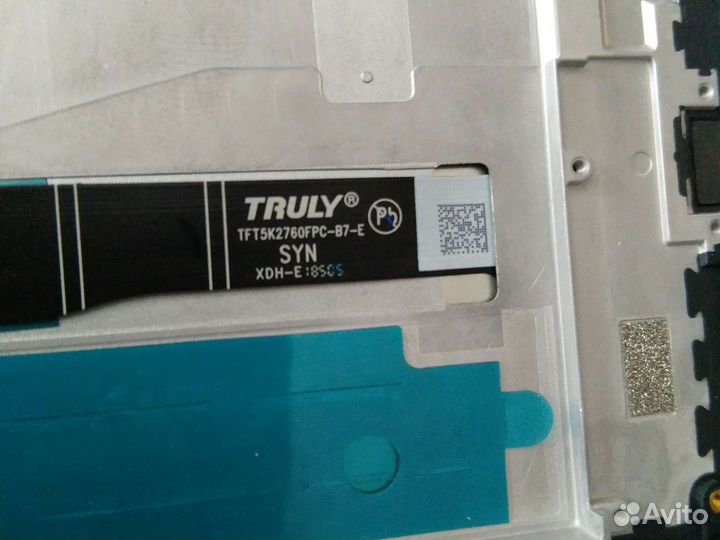 TRULY®
TFT5K2760FPC-B7-E
SYN
XDH-E:8505
Avito